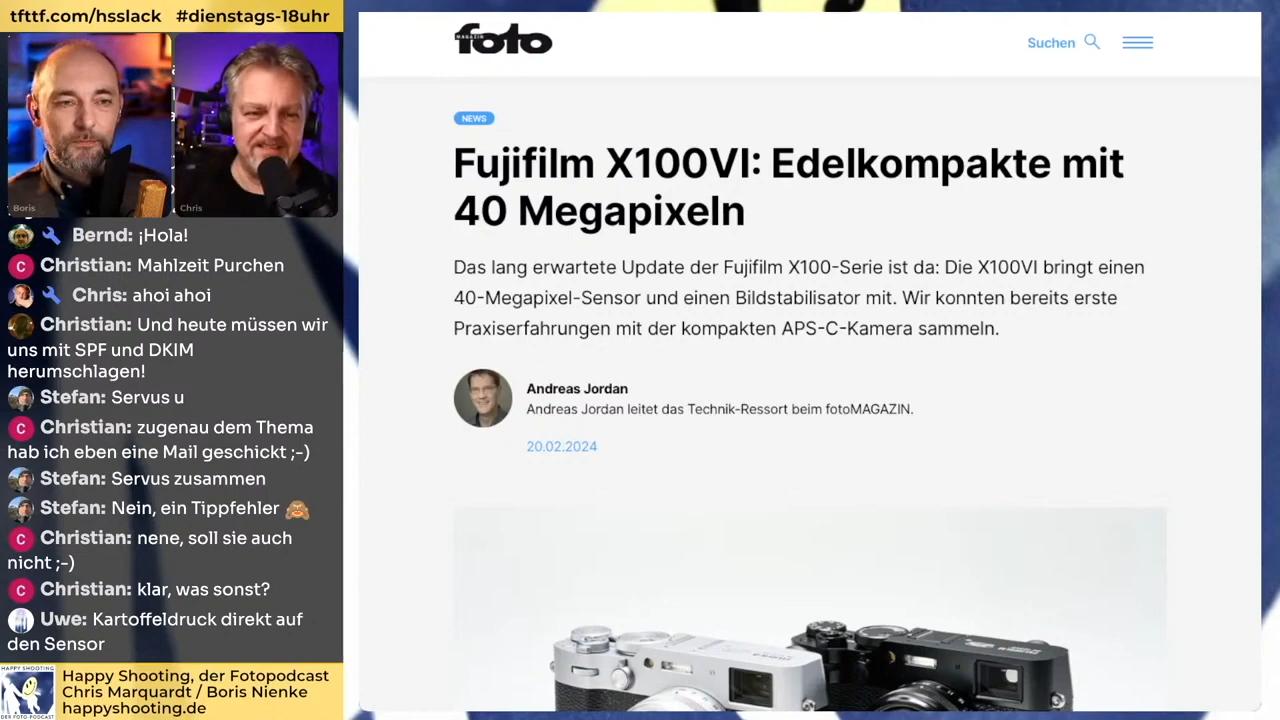 tfttf.com/hsslack #dienstags-18uhr
Boris
Chris
Bernd: ¡Hola!
Christian: Mahlzeit Purchen
Chris: ahoi ahoi
Christian: Und heute müssen wir
uns mit SPF und DKIM
herumschlagen!
Stefan: Servus u
Christian: zugenau dem Thema
hab ich eben eine Mail geschickt ;-)
Stefan: Servus zusammen
Stefan: Nein, ein Tippfehler 🙈
Christian: nene, soll sie auch
nicht ;-)
Christian: klar, was sonst?
Uwe: Kartoffeldruck direkt auf
den Sensor
HAPPY SHOOTING
DER FOTO-PODCAST
Happy Shooting, der Fotopodcast
Chris Marquardt / Boris Nienke
happyshooting.de
MAGAZIN
foto
Suchen
NEWS
Fujifilm X100VI: Edelkompakte mit
40 Megapixeln
Das lang erwartete Update der Fujifilm X100-Serie ist da: Die X100VI bringt einen
40-Megapixel-Sensor und einen Bildstabilisator mit. Wir konnten bereits erste
Praxiserfahrungen mit der kompakten APS-C-Kamera sammeln.
Andreas Jordan
Andreas Jordan leitet das Technik-Ressort beim fotoMAGAZIN.
20.02.2024